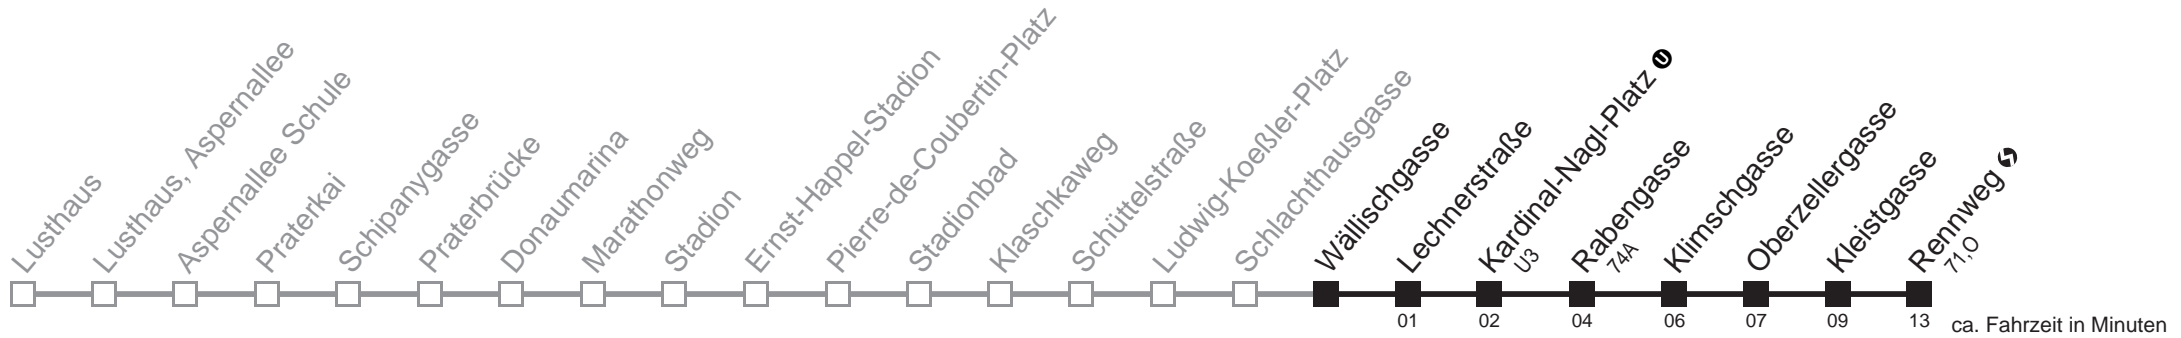 Lusthaus
Lusthaus, Aspernallee
Aspernallee Schule
Praterkai
Schipanygasse
Praterbrücke
Donaumarina
Marathonweg
Stadion
Ernst-Happel-Stadion
Pierre-de-Coubertin-Platz
Stadionbad
Klaschkaweg
Schüttelstraße
Ludwig-Koeßler-Platz
Schlachthausgasse
Wällischgasse
Lechnerstraße
Kardinal-Nagl-Platz U
U3
Rabengasse
74A
Klimschgasse
Oberzellergasse
Kleistgasse
Rennweg
71,O
01 02 04 06 07 09 13 ca. Fahrzeit in Minuten